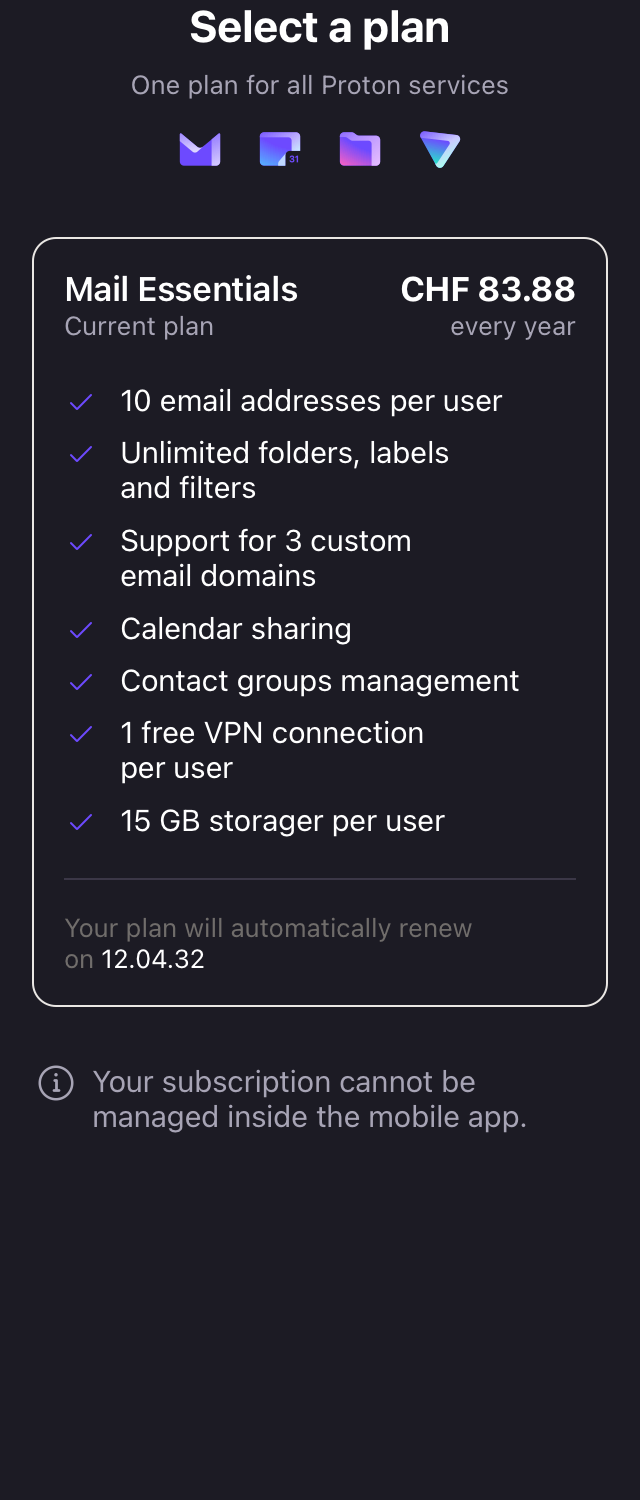 Select a plan
One plan for all Proton services
31
Mail Essentials
CHF 83.88
Current plan
every year
10 email addresses per user
Unlimited folders, labels
and filters
Support for 3 custom
email domains
Calendar sharing
Contact groups management
1 free VPN connection
per user
15 GB storager per user
Your plan will automatically renew
on 12.04.32
Your subscription cannot be
managed inside the mobile app.